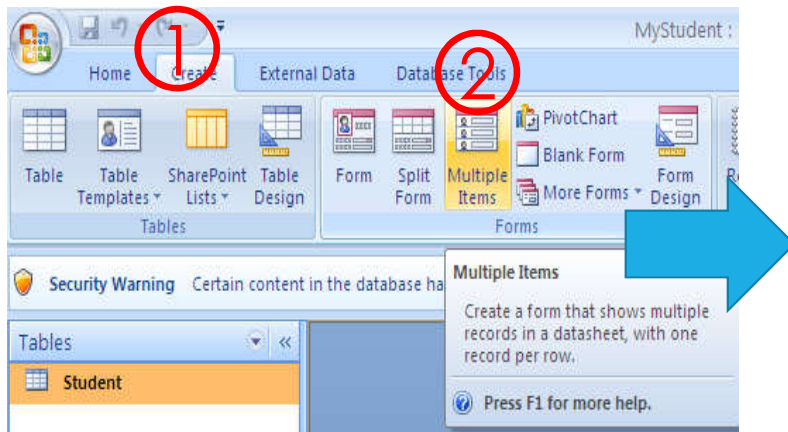 MyStudent :
①
②
Home Create External Data Database Tools
Table
Table Templates
SharePoint Lists
Table Design
Tables
Form
Split Form
Multiple Items
PivotChart
Blank Form
More Forms
Form Design
Forms
Security Warning Certain content in the database ha
Multiple Items
Create a form that shows multiple
records in a datasheet, with one
record per row.
Press F1 for more help.
Tables
Student